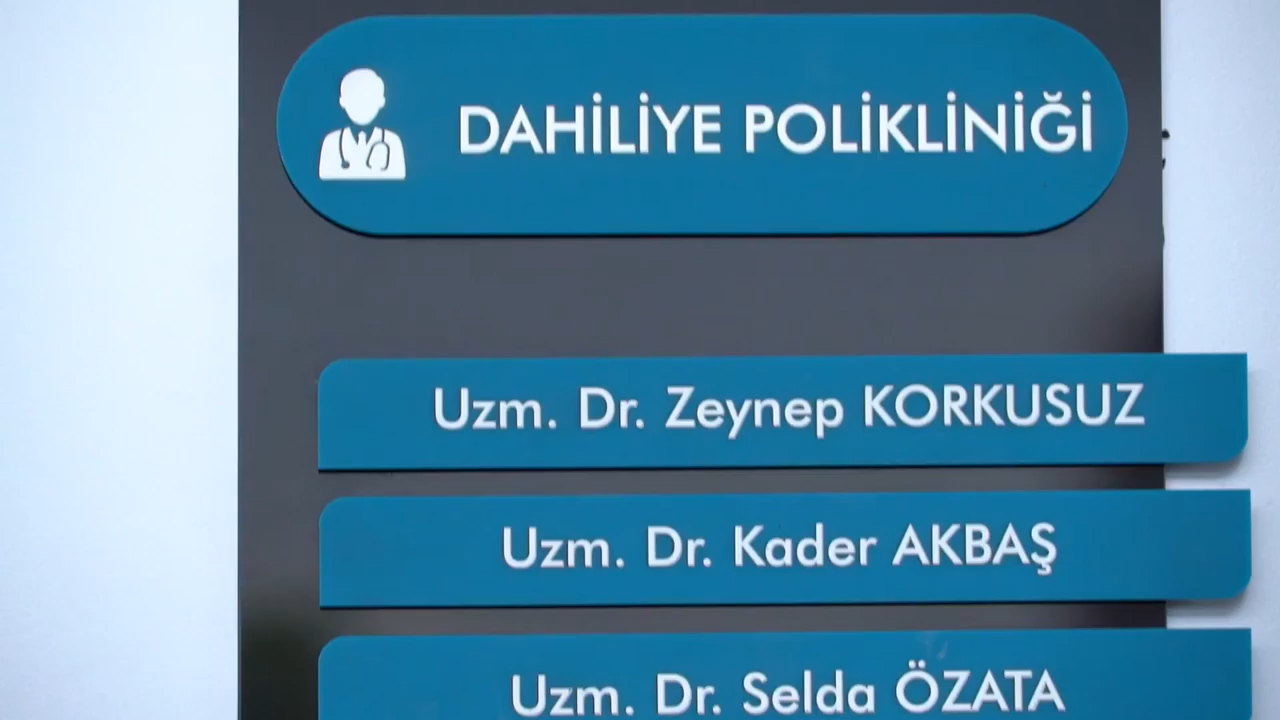 DAHİLİYE POLİKLİNİĞİ
Uzm. Dr. Zeynep KORKUSUZ
Uzm. Dr. Kader AKBAŞ
Uzm. Dr. Selda ÖZATA